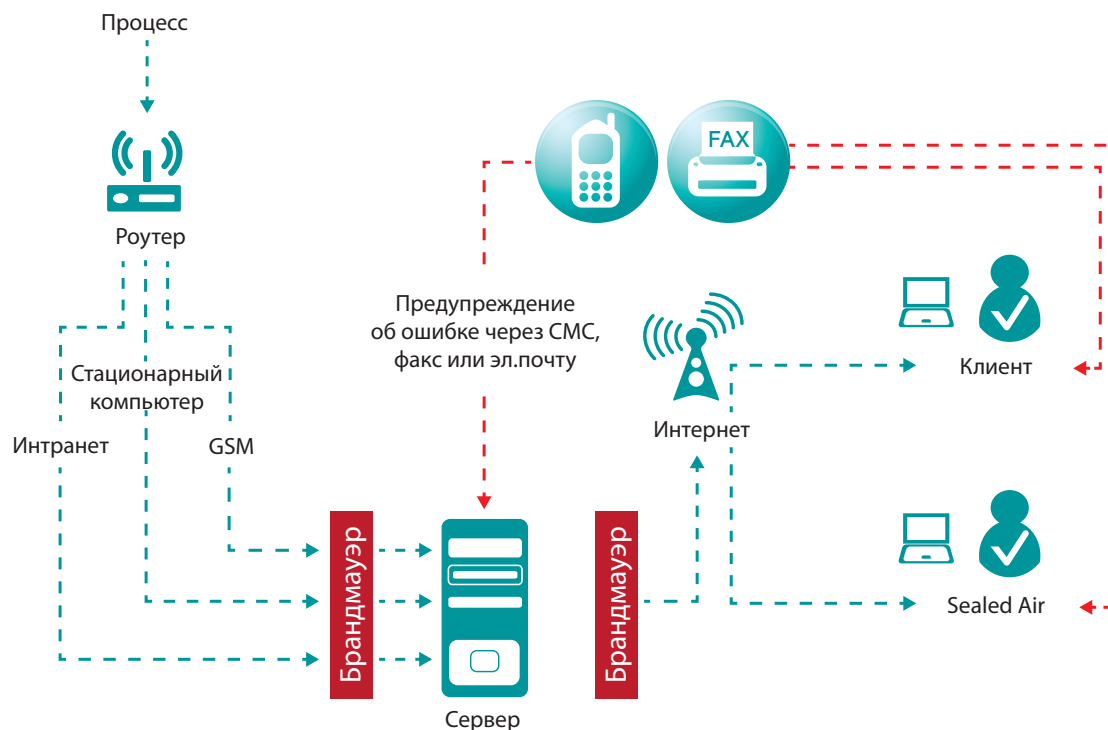 Процесс
FAX
Роутер
Предупреждение
об ошибке через СМС,
факс или эл.почту
Клиент
Стационарный
компьютер
Интранет
GSM
Интернет
Брандмауэр
Брандмауэр
Sealed Air
Сервер